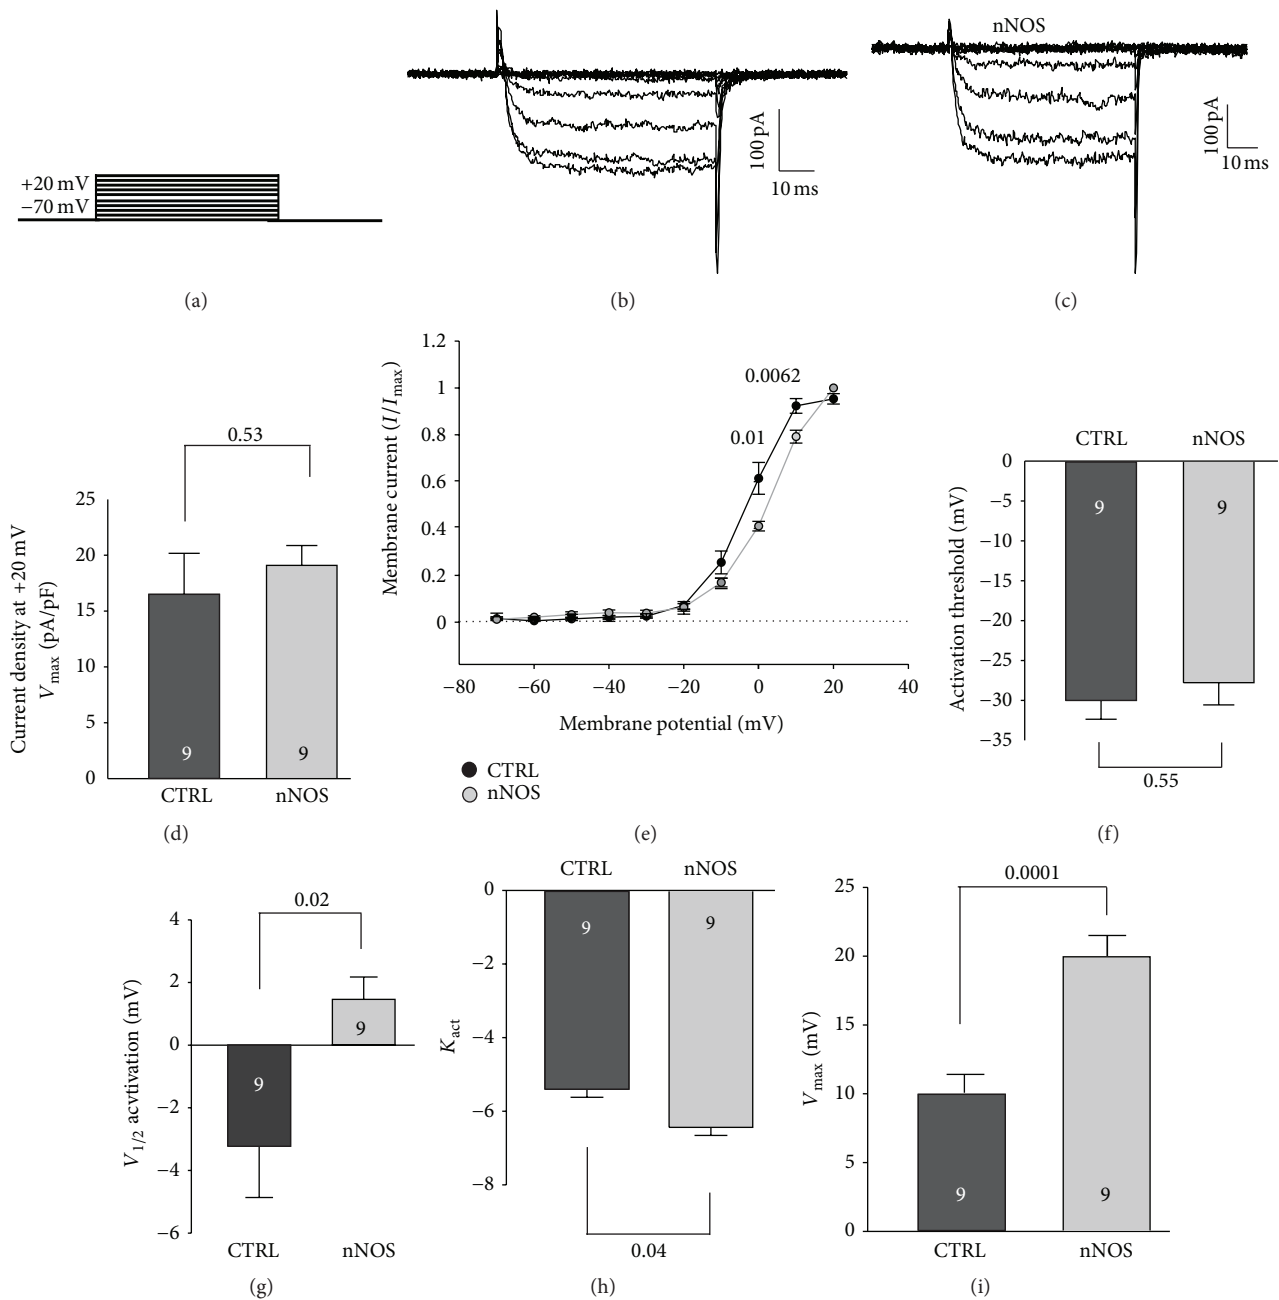 +20 mV
−70 mV
(a)
100 pA
10 ms
(b)
nNOS
100 pA
10 ms
(c)
0.53
Current density at +20 mV
Vmax (pA/pF)
25
20
15
10
5
0
9
9
CTRL
nNOS
(d)
Membrane current (I/Imax)
1.2
1
0.8
0.6
0.4
0.2
0
0.0062
0.01
−80
−60
−40
−20
0
20
40
Membrane potential (mV)
CTRL
nNOS
(e)
CTRL
nNOS
Activation threshold (mV)
0
−5
−10
−15
−20
−25
−30
−35
9
9
0.55
(f)
0.02
V1/2 acvtivation (mV)
4
2
0
−2
−4
−6
9
9
CTRL
nNOS
(g)
CTRL
nNOS
Kact
0
−2
−4
−6
−8
9
9
0.04
(h)
0.0001
Vmax (mV)
25
20
15
10
5
0
9
9
CTRL
nNOS
(i)